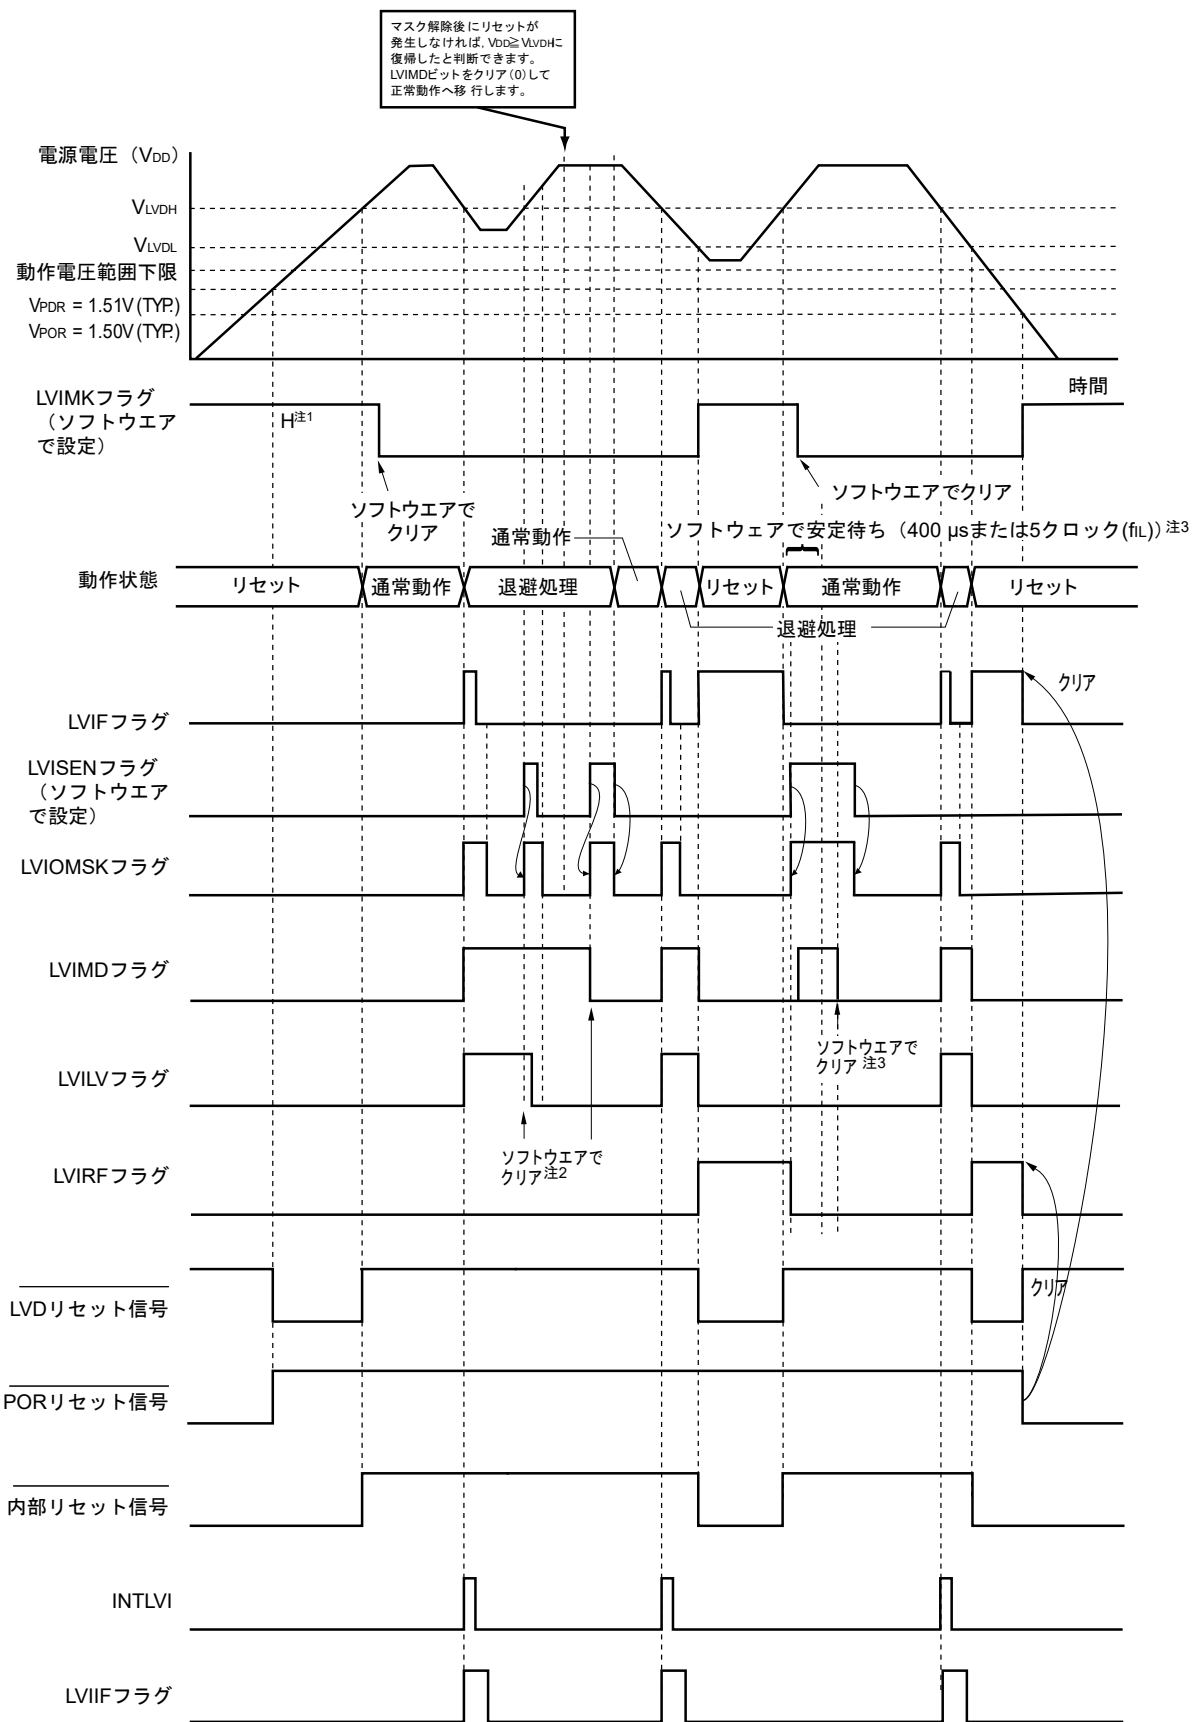 マスク解除後にリセットが
発生しなければ, VDD≧VLVDHに
復帰したと判断できます。
LVIMDビットをクリア(0)して
正常動作へ移 行します。
電源電圧（VDD）
VLVDH
VLVDL
動作電圧範囲下限
VPDR = 1.51V(TYP.)
VPOR = 1.50V(TYP.)
時間
LVIMKフラグ
（ソフトウエア
で設定）
H注1
ソフトウエアで
クリア
ソフトウエアでクリア
通常動作
ソフトウェアで安定待ち（400 μsまたは5クロック(fIL)）注3
動作状態
リセット
通常動作
退避処理
リセット
通常動作
リセット
退避処理
クリア
LVIFフラグ
LVISENフラグ
（ソフトウエア
で設定）
LVIOMSKフラグ
LVIMDフラグ
ソフトウエアで
クリア 注3
LVILVフラグ
ソフトウエアで
クリア注2
LVIRFフラグ
クリア
LVDリセット信号
PORリセット信号
内部リセット信号
INTLVI
LVIIFフラグ